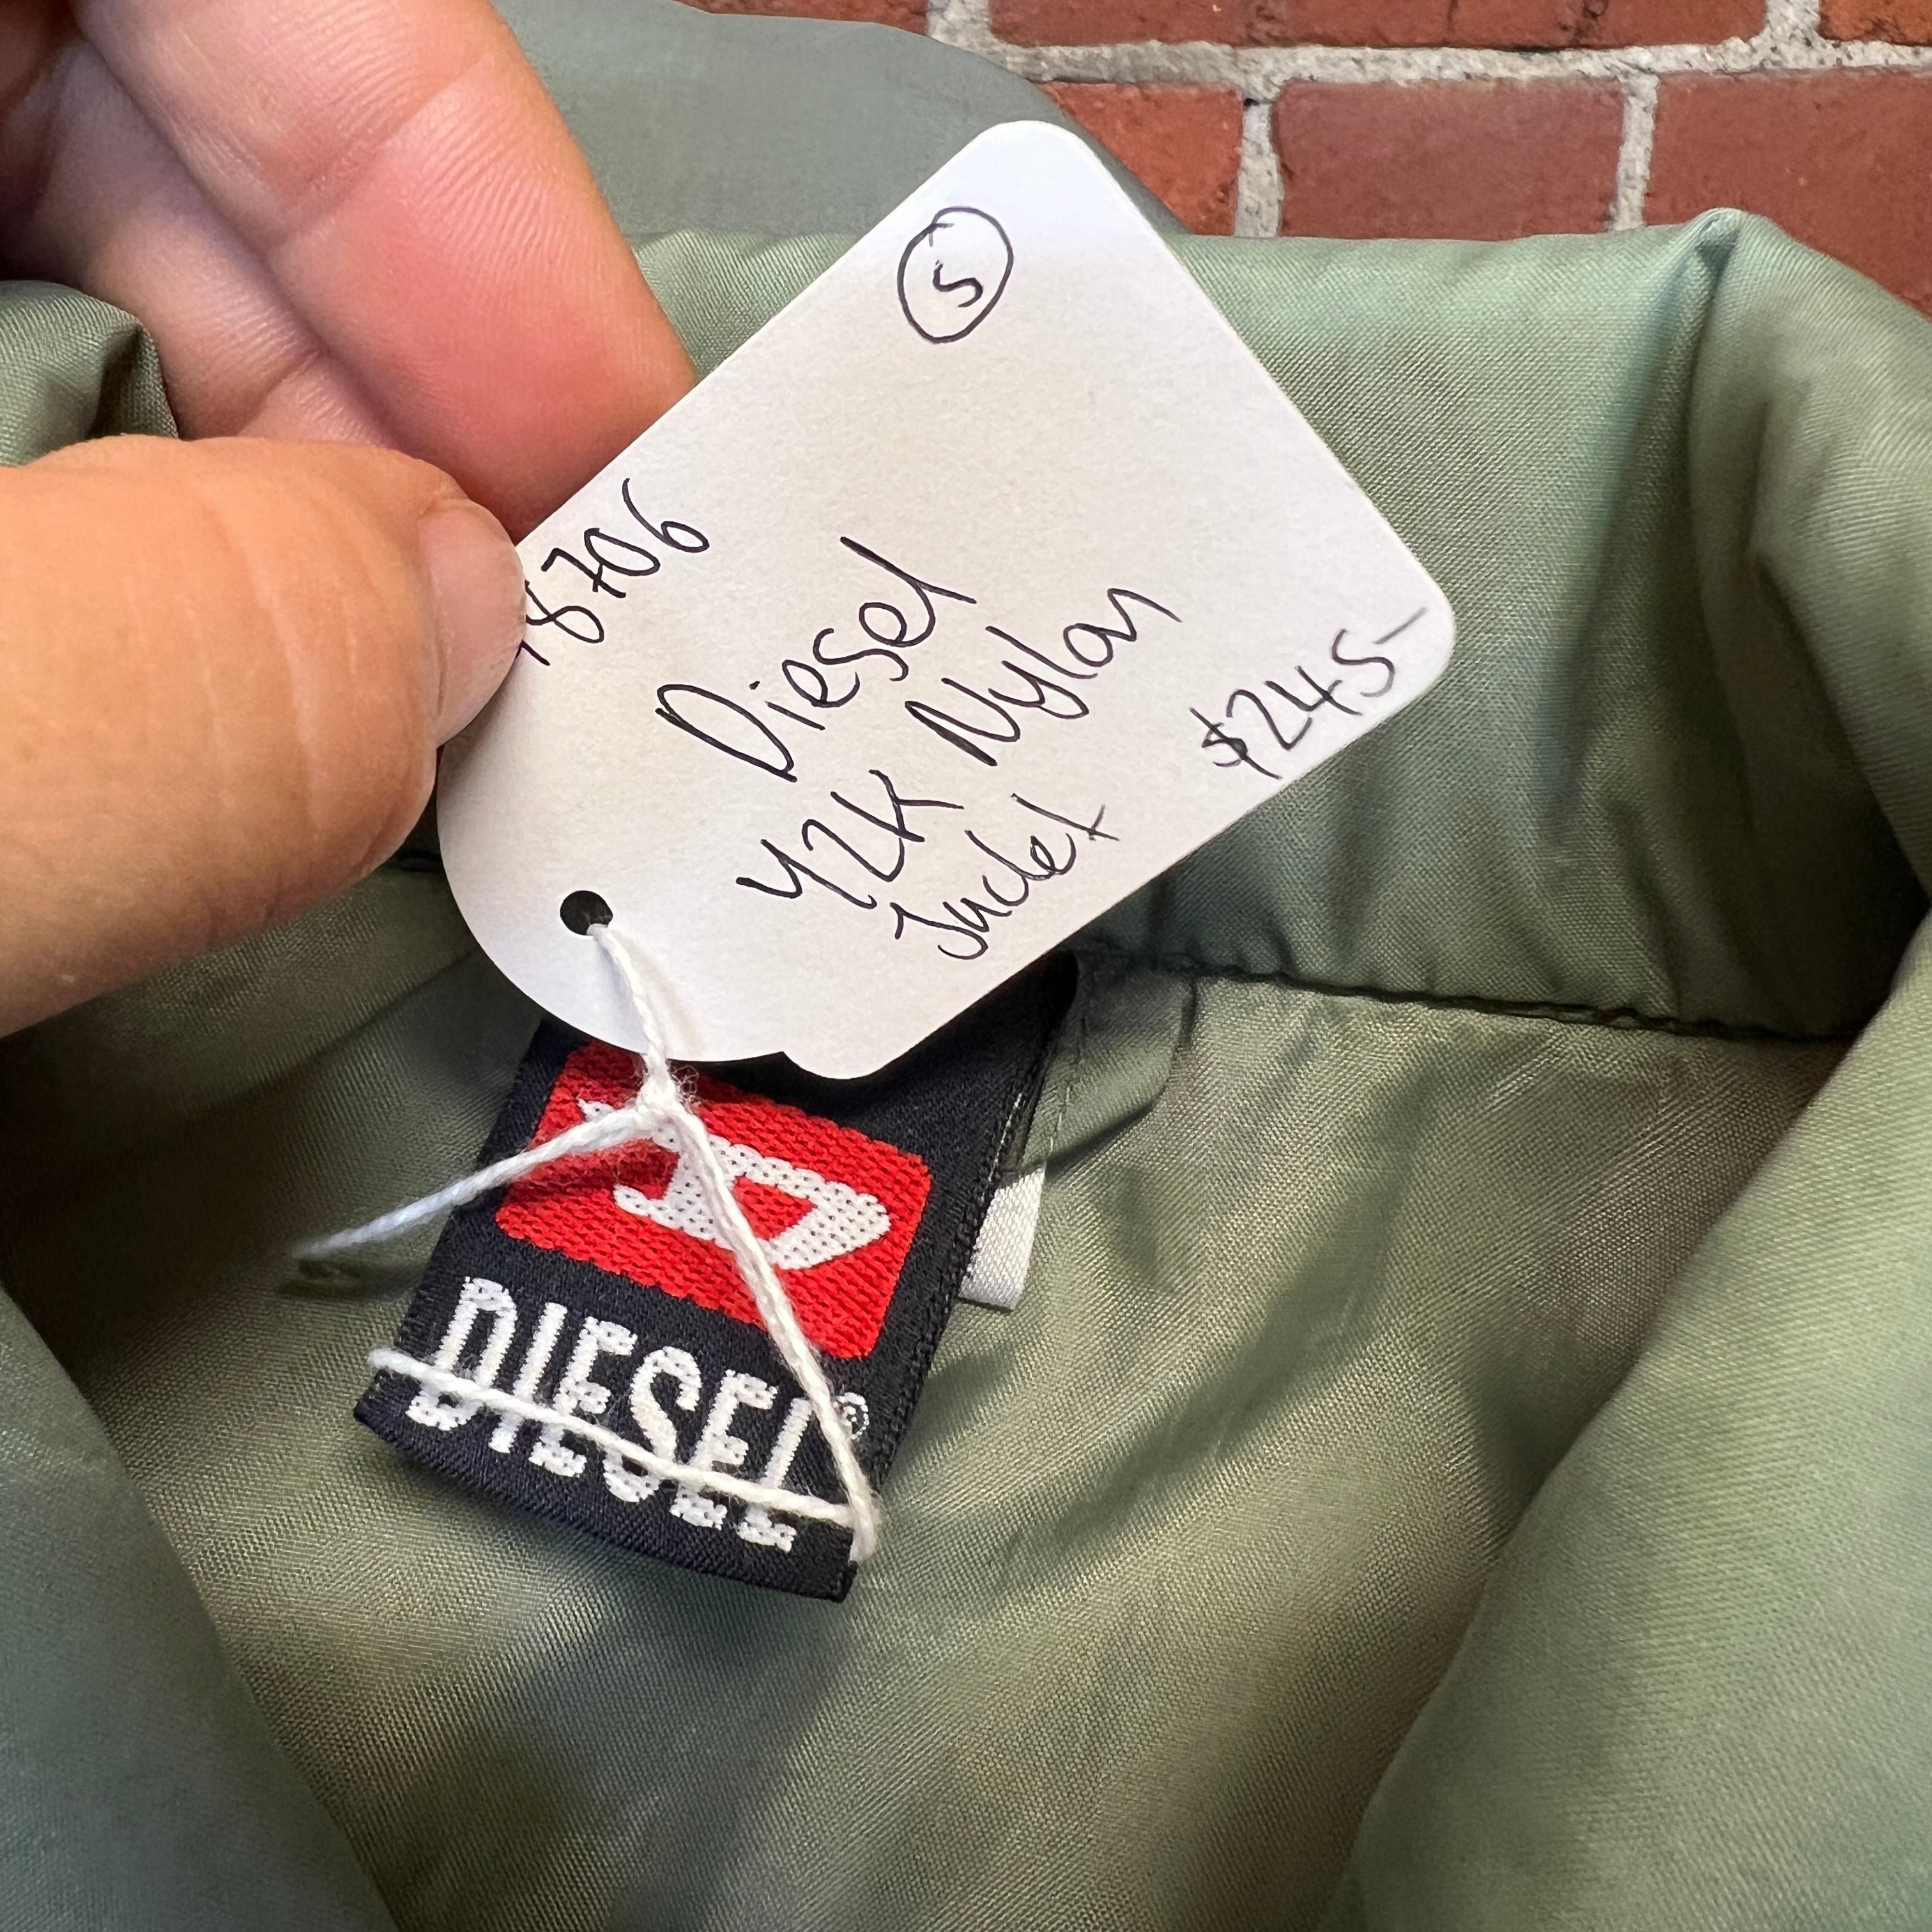 S
18706
Diesel
Y2K Nylon
Jacket
$245-
D
DIESEL®